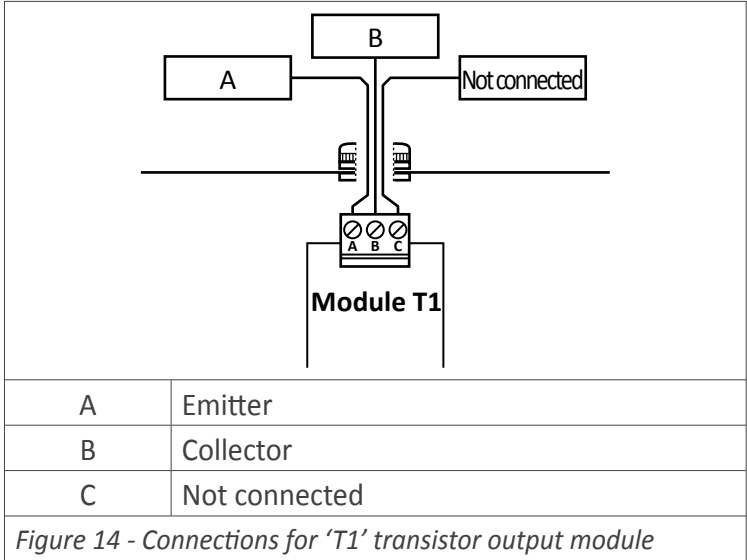 B
A
Not connected
A B C
Module T1
A Emitter
B Collector
C Not connected
Figure 14 - Connections for ‘T1’ transistor output module